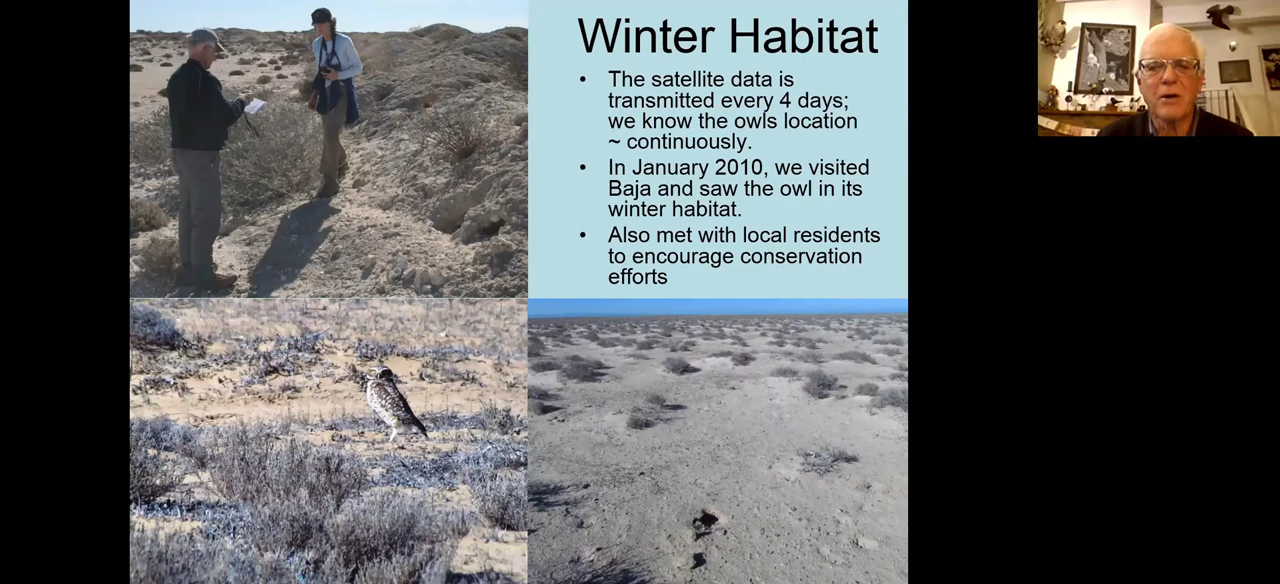 Winter Habitat
• The satellite data is
transmitted every 4 days;
we know the owls location
~ continuously.
• In January 2010, we visited
Baja and saw the owl in its
winter habitat.
• Also met with local residents
to encourage conservation
efforts